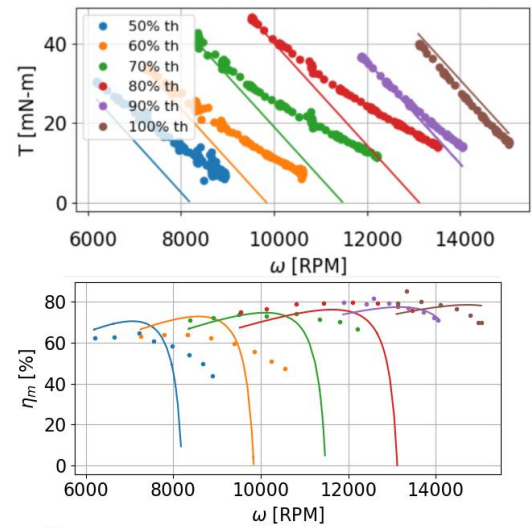 50% th
60% th
70% th
80% th
90% th
100% th
40
20
0
T [mN-m]
6000 8000 10000 12000 14000
ω [RPM]
80
60
40
20
0
η_m [%]
6000 8000 10000 12000 14000
ω [RPM]